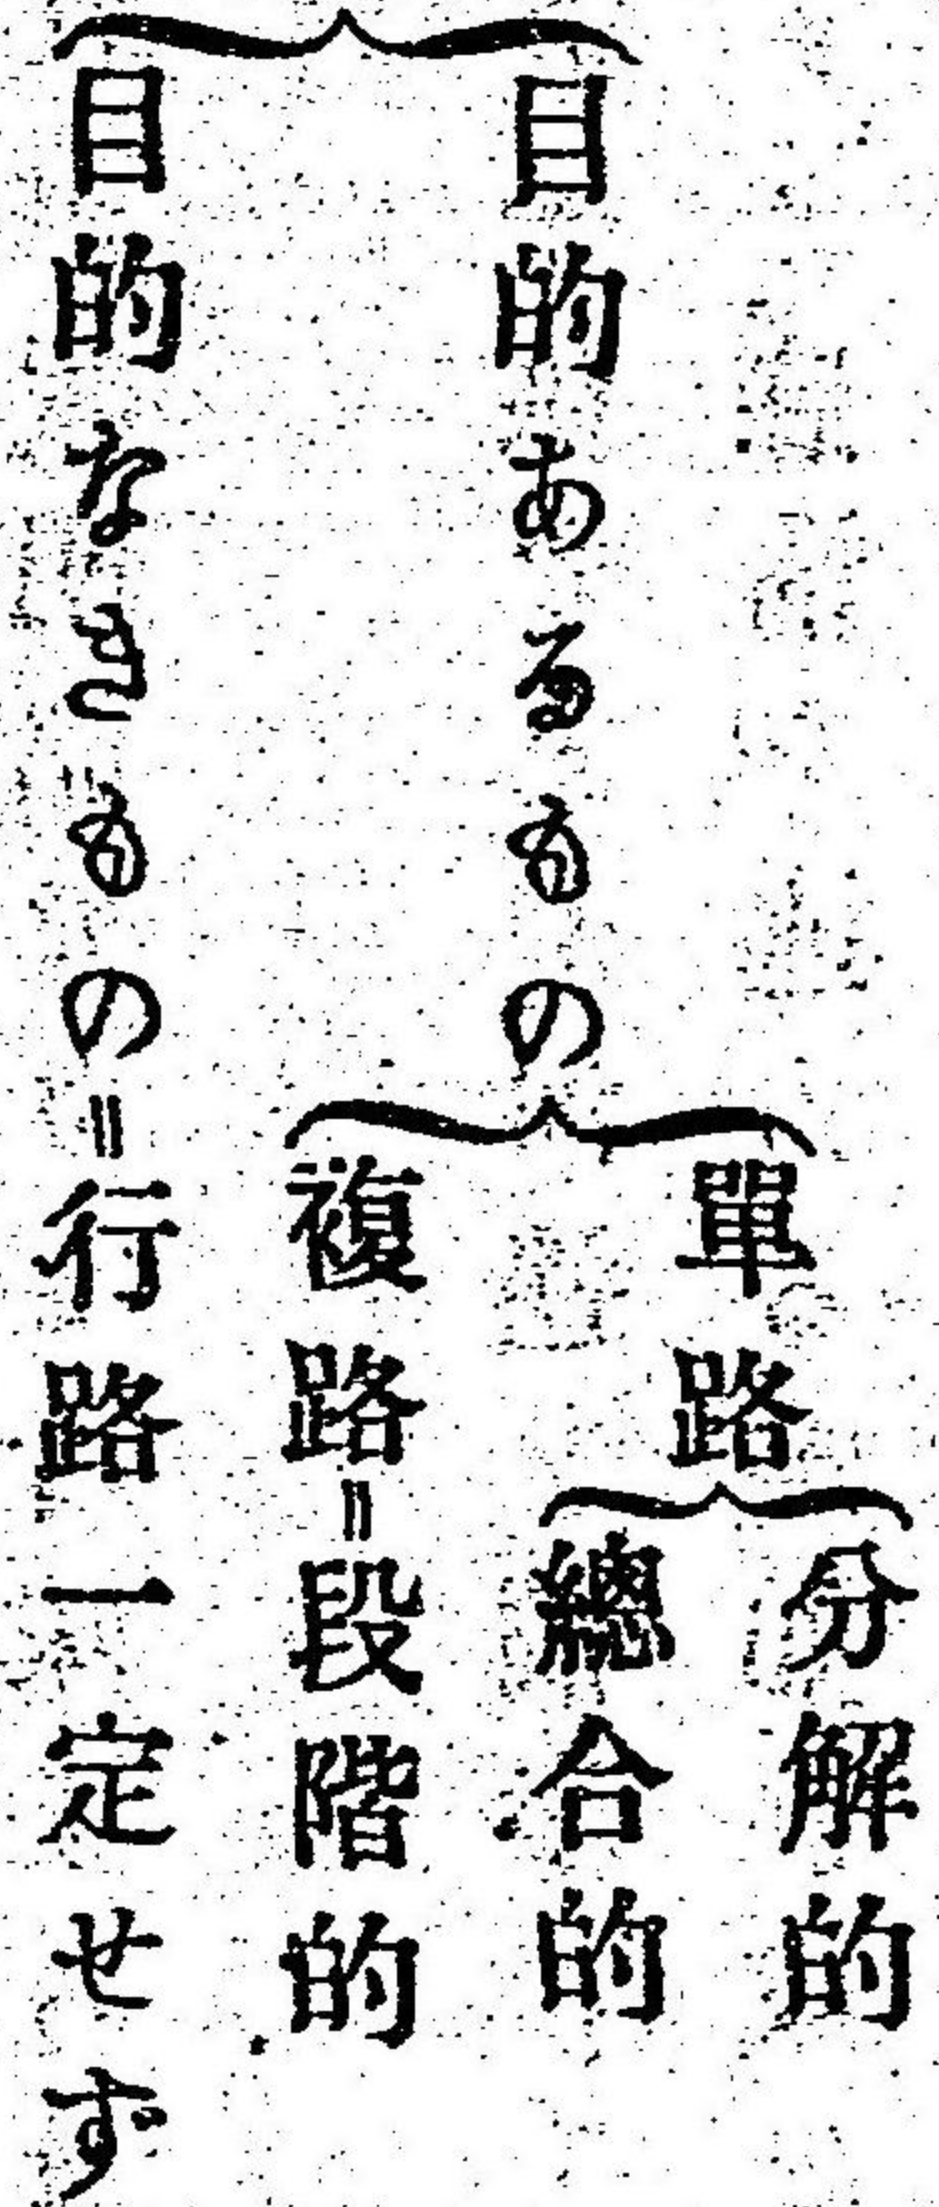 目的あるもの
單路
分解的
總合的
複路=段階的
目的なきもの=行路一定せず